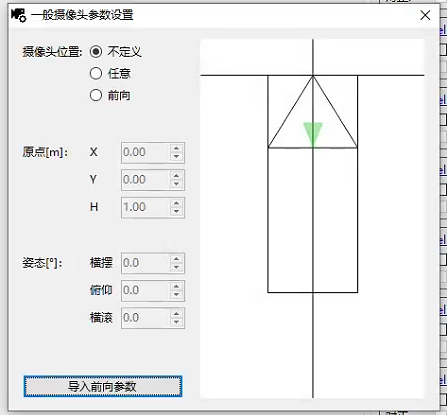 一般摄像头参数设置
摄像头位置: 不定义
任意
前向
原点[m]: X 0.00
Y 0.00
H 1.00
姿态[°]: 横摆 0.0
俯仰 0.0
横滚 0.0
导入前向参数